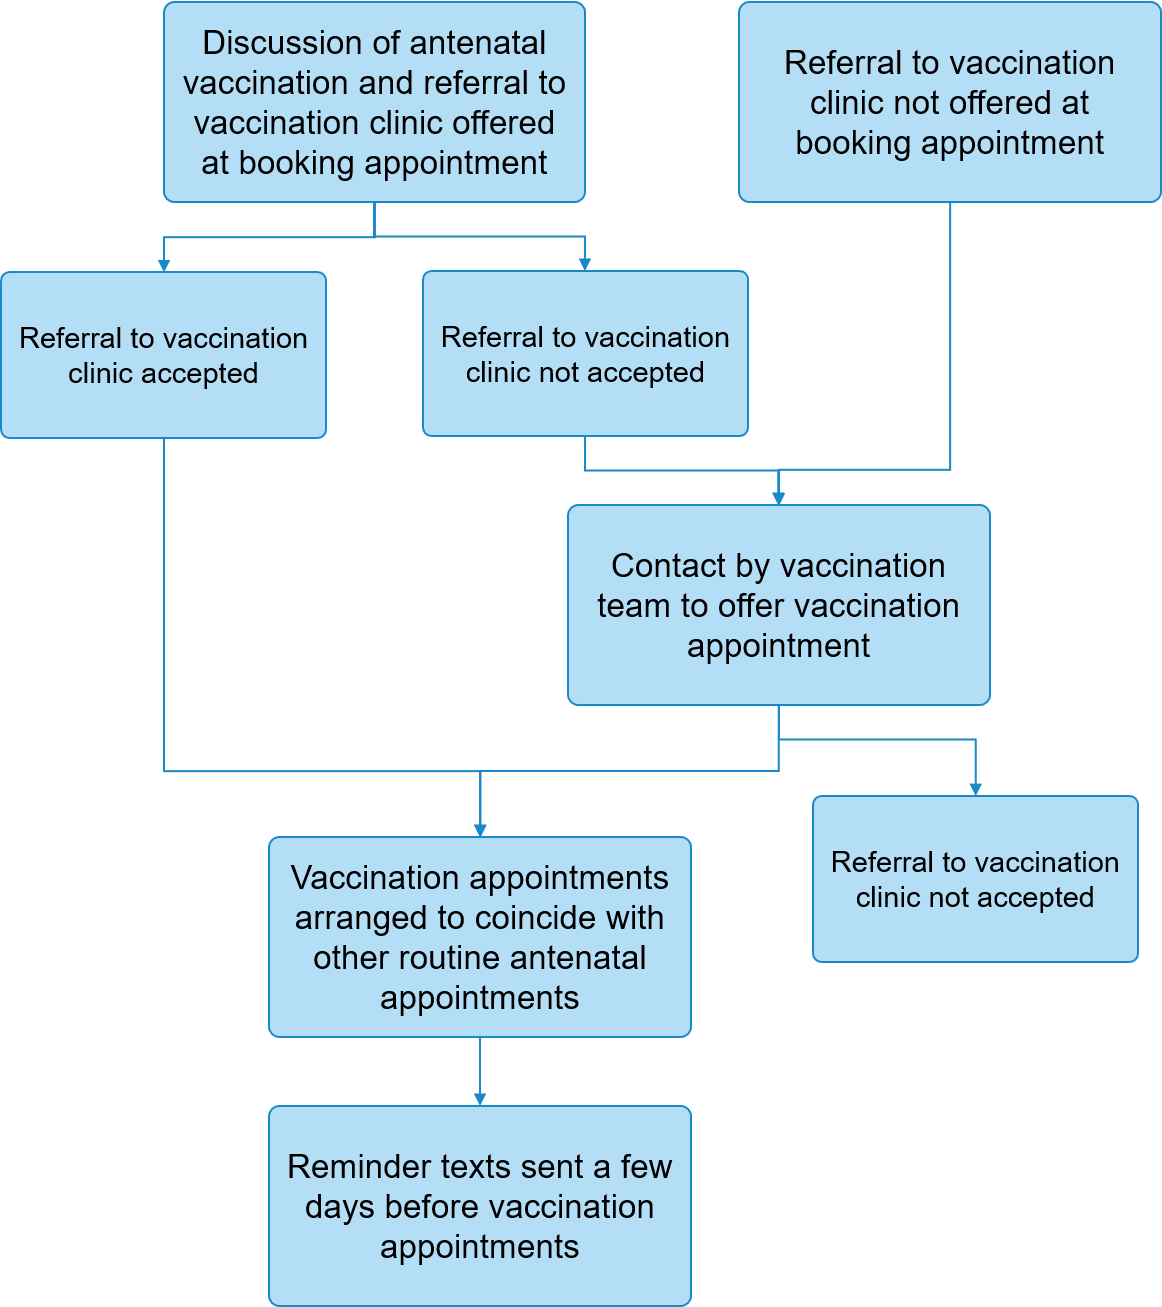 Discussion of antenatal
vaccination and referral to
vaccination clinic offered
at booking appointment
Referral to vaccination
clinic not offered at
booking appointment
Referral to vaccination
clinic accepted
Referral to vaccination
clinic not accepted
Contact by vaccination
team to offer vaccination
appointment
Referral to vaccination
clinic not accepted
Vaccination appointments
arranged to coincide with
other routine antenatal
appointments
Reminder texts sent a few
days before vaccination
appointments